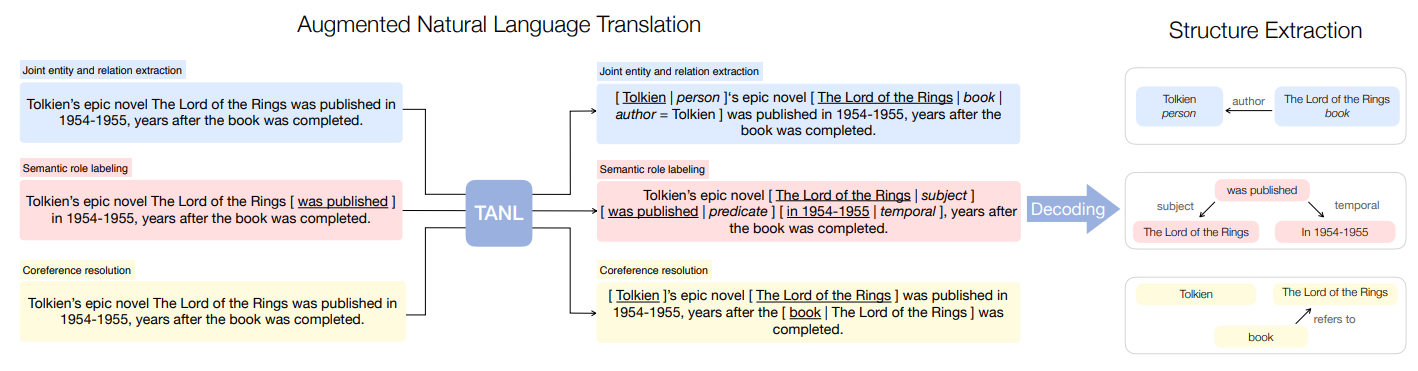 Augmented Natural Language Translation
Structure Extraction
Joint entity and relation extraction
Tolkien's epic novel The Lord of the Rings was published in
1954-1955, years after the book was completed.
Semantic role labeling
Tolkien's epic novel The Lord of the Rings [ was published ]
in 1954-1955, years after the book was completed.
Coreference resolution
Tolkien's epic novel The Lord of the Rings was published in
1954-1955, years after the book was completed.
TANL
Joint entity and relation extraction
[ Tolkien | person ]‘s epic novel [ The Lord of the Rings | book |
author = Tolkien ] was published in 1954-1955, years after the
book was completed.
Semantic role labeling
Tolkien's epic novel [ The Lord of the Rings | subject ]
[ was published | predicate ] [ in 1954-1955 | temporal ], years after
the book was completed.
Coreference resolution
[ Tolkien ]'s epic novel [ The Lord of the Rings ] was published in
1954-1955, years after the [ book | The Lord of the Rings ] was
completed.
Decoding
Tolkien
person
author
The Lord of the Rings
book
was published
subject
temporal
The Lord of the Rings
In 1954-1955
Tolkien
The Lord of the Rings
refers to
book